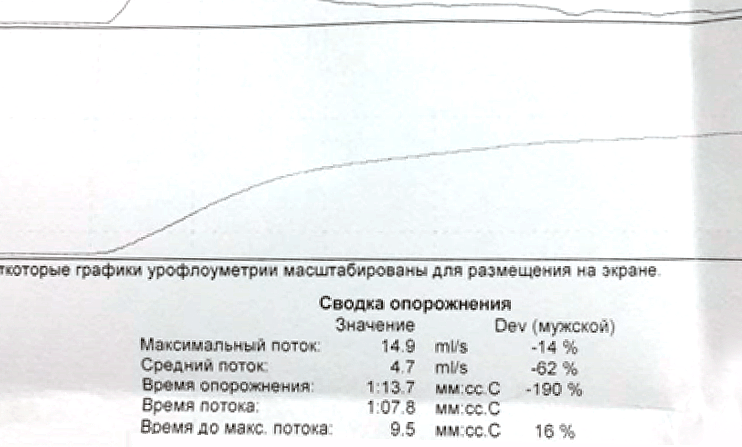 ткоторые графики урофлоуметрии масштабированы для размещения на экране.
Сводка опорожнения
Значение Dev (мужской)
Максимальный поток: 14.9 ml/s -14 %
Средний поток: 4.7 ml/s -62 %
Время опорожнения: 1:13.7 мм:сс.С -190 %
Время потока: 1:07.8 мм:сс.С
Время до макс. потока: 9.5 мм:сс.С 16 %